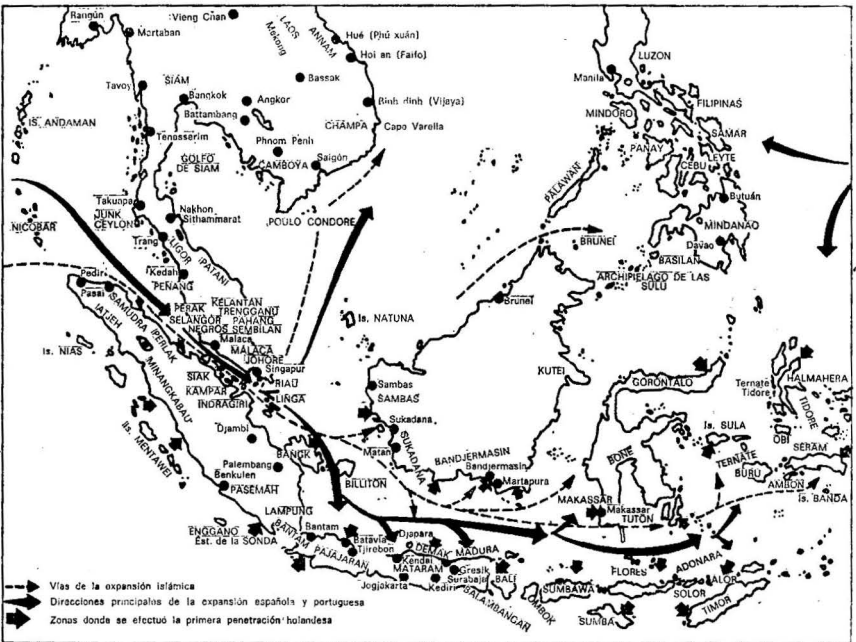 Rangún
Martaban
Vieng Chan
LAOS
Mekong
ANNAM
Hué (Phú xuân)
Hoi an (Faifo)
Bassak
Tavoy
SIAM
Bangkok
Angkor
Battambang
Binh dinh (Vijaya)
CHAMPA
Capo Varella
IS. ANDAMAN
Tenasserim
Phnom Penh
CAMBOYA
Saigón
GOLFO
DE SIAM
POULO CONDORE
LUZON
Manila
FILIPINAS
MINDORO
SAMAR
PANAY
LEYTE
CEBU
PALAWAN
Butuán
MINDANAO
Davao
BASILAN
ARCHIPIELAGO DE LAS
SULU
BRUNEI
Brunei
NICOBAR
Takuapar
JUNK
CEYLON
Nakhon
Sithammarat
Trang
LIGOR
PATANI
Kedah
PENANG
Pedir
Pasai
SAMUDRA
PERLAK
ATJEH
PERAK
KELANTAN
TRENGGANU
SELANGOR
PAHANG
NEGROS SEMBILAN
Malaca
MALACA
JOHORE
Singapur
RIAU
LINGA
Is. NIAS
MINANGKABAU
SIAK
KAMPAR
INDRAGIRI
Djambi
Is. MENTAWEI
Palembang
Benkulen
PASEMAH
BANGK
BILLITON
LAMPUNG
ENGGANO
Est. de la SONDA
BANTAM
Bantam
PAJAJARAN
Batavia
Tjirebon
Djapara
DEMAK
MADURA
Kendal
MATARAM
Jogjakarta
Gresik
Surabaja
Kediri
BALAMBANGAN
BALI
LOMBOK
SUMBAWA
SUMBA
FLORES
SOLOR
ADONARA
ALOR
TIMOR
Is. NATUNA
Sambas
SAMBAS
Sukadana
SUKADANA
Matan
KUTEI
BANDJERMASIN
Bandjermasin
Martapura
GORONTALO
BONE
MAKASSAR
Makassar
TUTÓN
Is. SULA
Ternate
Tidore
HALMAHERA
TIDORE
OBI
TERNATE
BURU
SERAM
AMBON
Is. BANDA
Vías de la expansión islámica
Direcciones principales de la expansión española y portuguesa
Zonas donde se efectuó la primera penetración holandesa